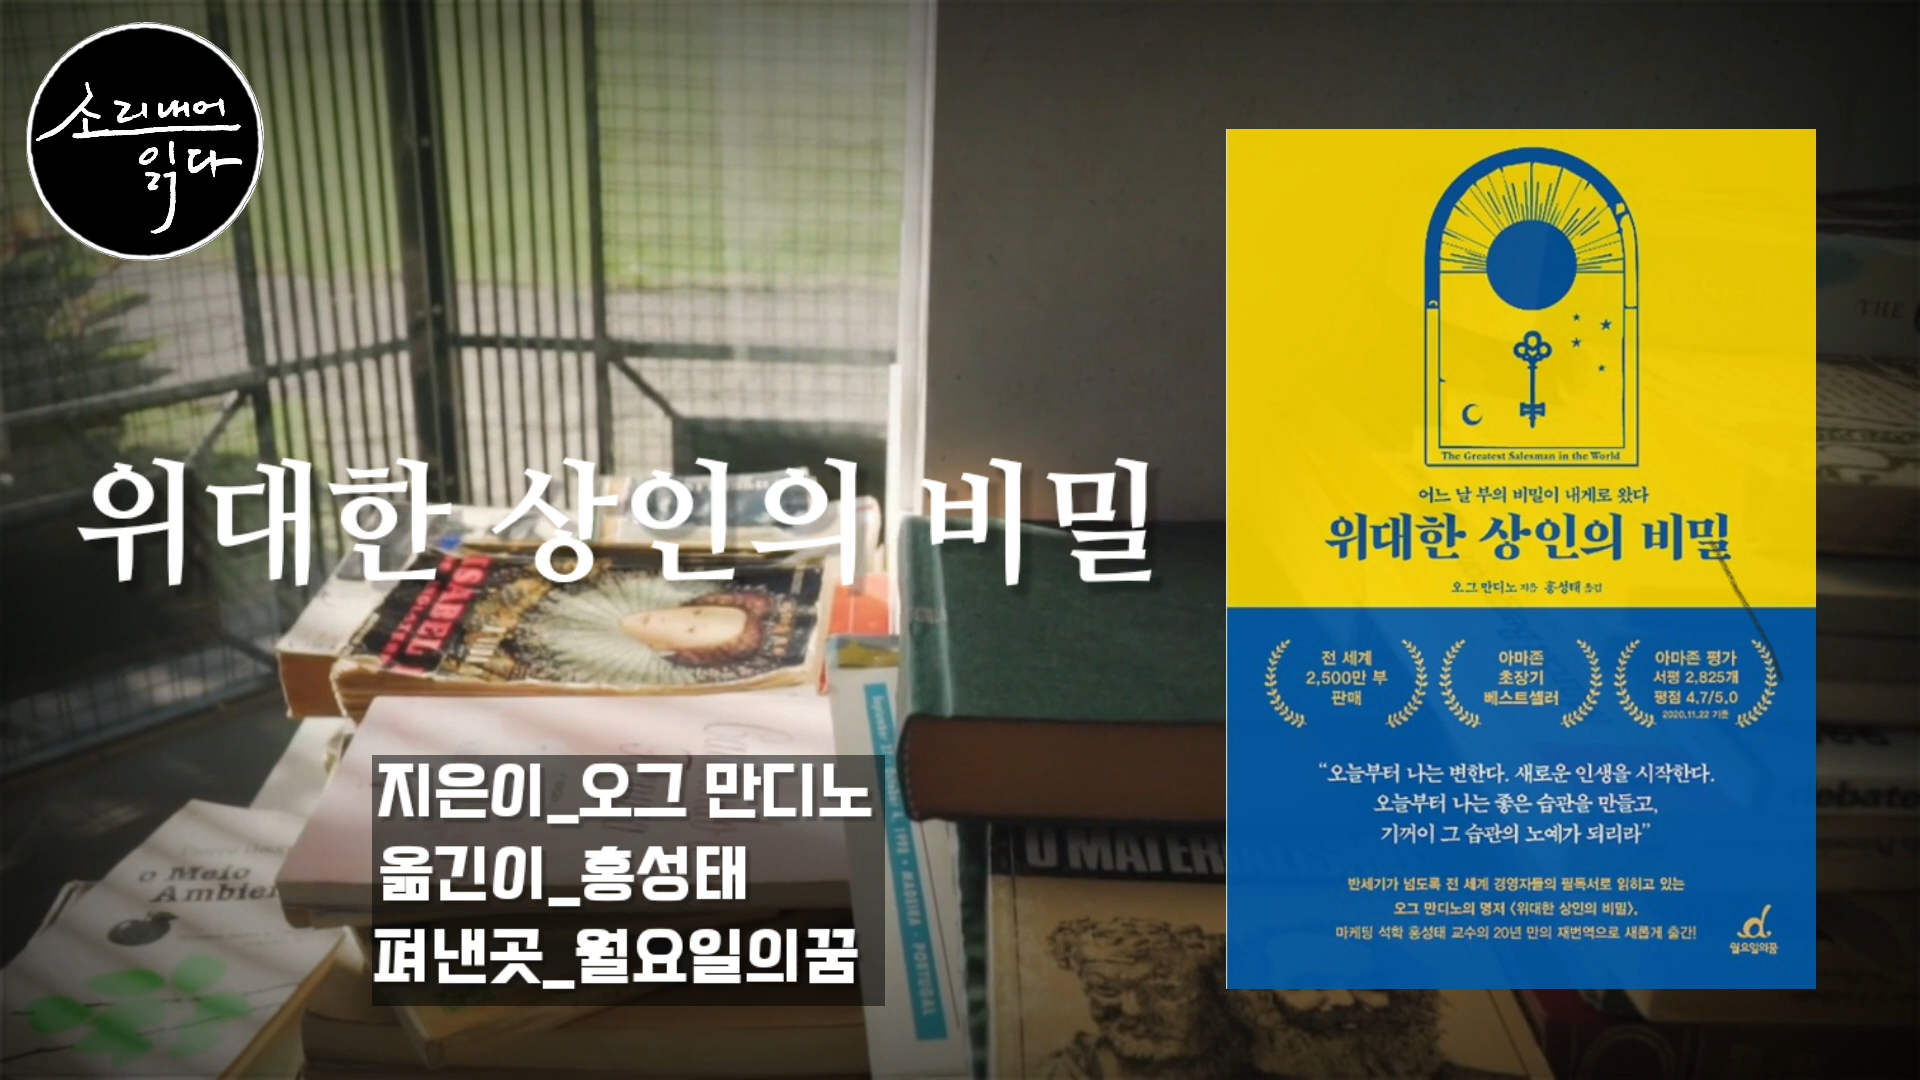 소리내어
읽다
위대한 상인의 비밀
지은이_오그 만디노
옮긴이_홍성태
펴낸곳_월요일의꿈
The Greatest Salesman in the World
어느 날 부의 비밀이 내게로 왔다
위대한 상인의 비밀
오그 만디노 지음 홍성태 옮김
전 세계
2,500만 부
판매
아마존
초장기
베스트셀러
아마존 평가
서평 2,825개
평점 4.7/5.0
2020.11.22 기준
“오늘부터 나는 변한다. 새로운 인생을 시작한다.
오늘부터 나는 좋은 습관을 만들고,
기꺼이 그 습관의 노예가 되리라”
반세기가 넘도록 전 세계 경영자들의 필독서로 읽히고 있는
오그 만디노의 명저 〈위대한 상인의 비밀〉,
마케팅 석학 홍성태 교수의 20년 만의 재번역으로 새롭게 출간!
월요일의꿈
ISABEL
MADEIRA - PORTUGAL
O Meio
O MATER
THE
ebate